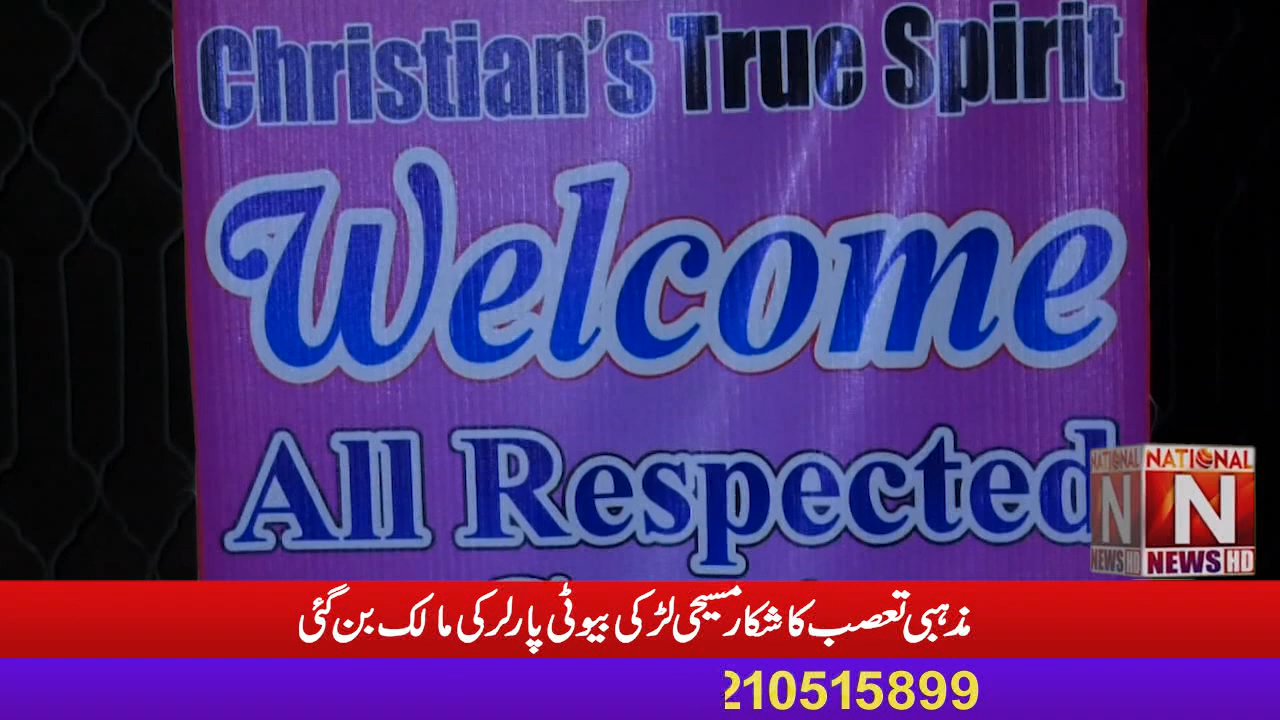 Christian's True Spirit
Welcome
All Respected
NATIONAL
N
NEWS HD
NATIONAL
N
NEWS HD
مذہبی تعصب کا شکار مسیحی لڑکی بیوٹی پارلر کی مالک بن گئی
210515899